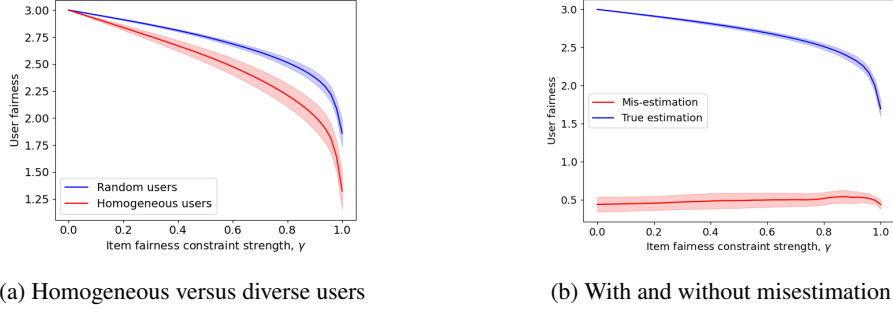 3.00
2.75
2.50
2.25
2.00
1.75
1.50
1.25
User fairness
Random users
Homogeneous users
0.0 0.2 0.4 0.6 0.8 1.0
Item fairness constraint strength, γ
(a) Homogeneous versus diverse users
3.0
2.5
2.0
1.5
1.0
0.5
User fairness
Mis-estimation
True estimation
0.0 0.2 0.4 0.6 0.8 1.0
Item fairness constraint strength, γ
(b) With and without misestimation